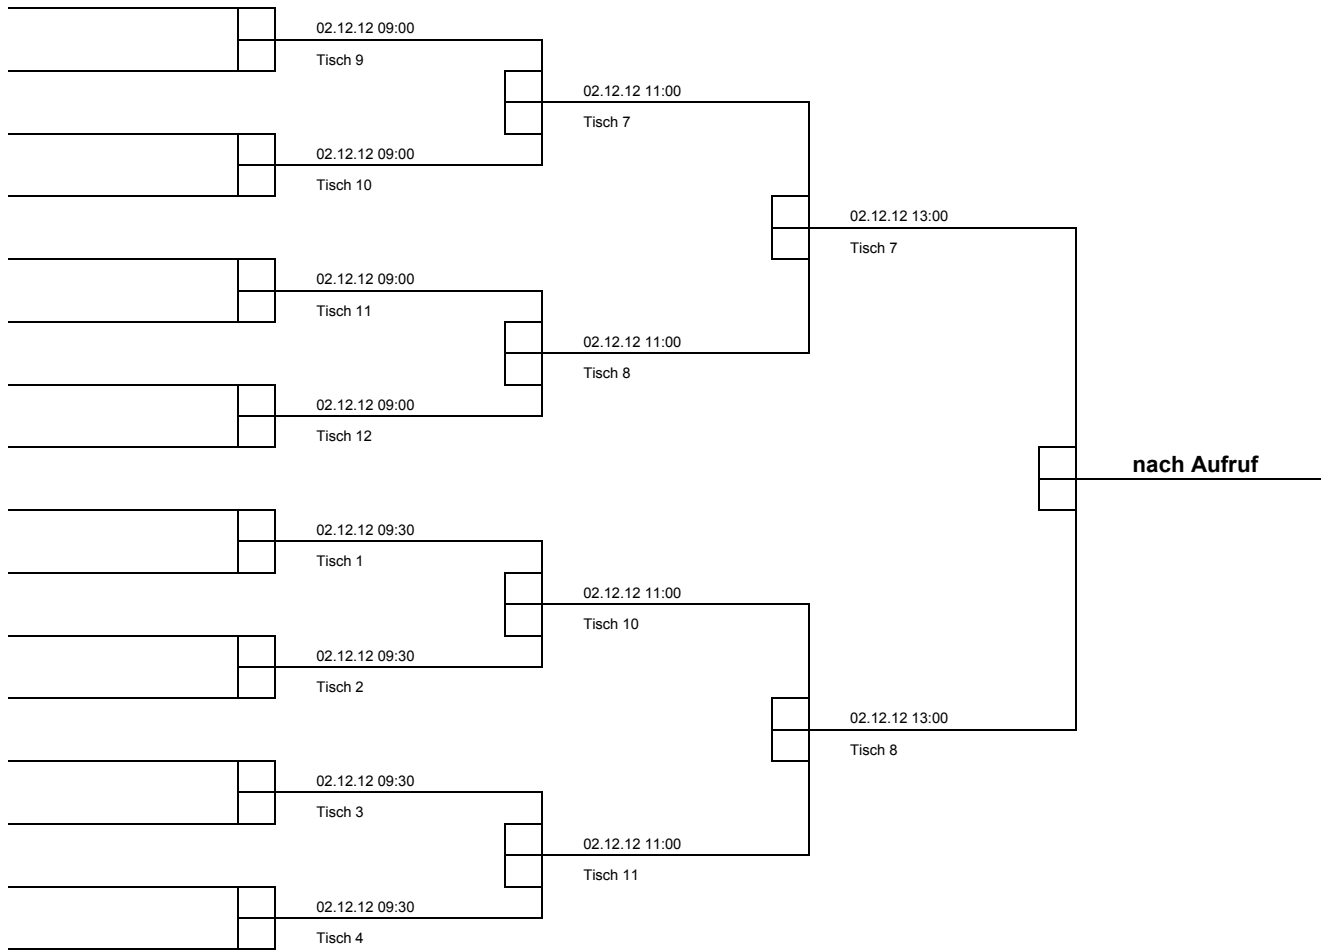 02.12.12 09:00
Tisch 9
02.12.12 11:00
Tisch 7
02.12.12 09:00
Tisch 10
02.12.12 13:00
Tisch 7
02.12.12 09:00
Tisch 11
02.12.12 11:00
Tisch 8
02.12.12 09:00
Tisch 12
nach Aufruf
02.12.12 09:30
Tisch 1
02.12.12 11:00
Tisch 10
02.12.12 09:30
Tisch 2
02.12.12 13:00
Tisch 8
02.12.12 09:30
Tisch 3
02.12.12 11:00
Tisch 11
02.12.12 09:30
Tisch 4